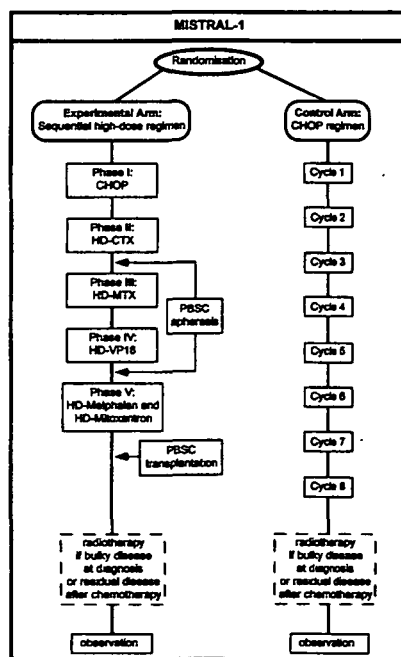 MISTRAL-1
Randomisation
Experimental Arm:
Sequential high-dose regimen
Control Arm:
CHOP regimen
Phase I:
CHOP
Phase II:
HD-CTX
Phase III:
HD-MTX
PBSC
apheresis
Phase IV:
HD-VP16
Phase V:
HD-Melphalan and
HD-Mitoxantron
PBSC
transplantation
radiotherapy
if bulky disease
at diagnosis
or residual disease
after chemotherapy
observation
Cycle 1
Cycle 2
Cycle 3
Cycle 4
Cycle 5
Cycle 6
Cycle 7
Cycle 8
radiotherapy
if bulky disease
at diagnosis
or residual disease
after chemotherapy
observation